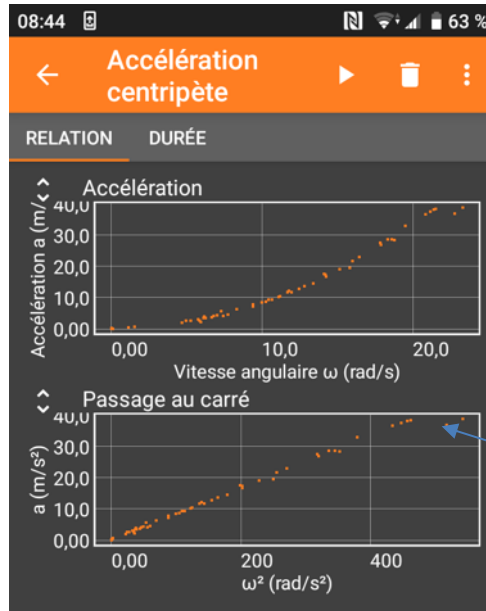 08:44 63 %
Accélération
centripète
RELATION DURÉE
Accélération
Accélération a (m/
40,0
30,0
20,0
10,0
0,00
0,00 10,0 20,0
Vitesse angulaire ω (rad/s)
Passage au carré
a (m/s²)
40,0
30,0
20,0
10,0
0,00
0,00 200 400
ω² (rad/s²)